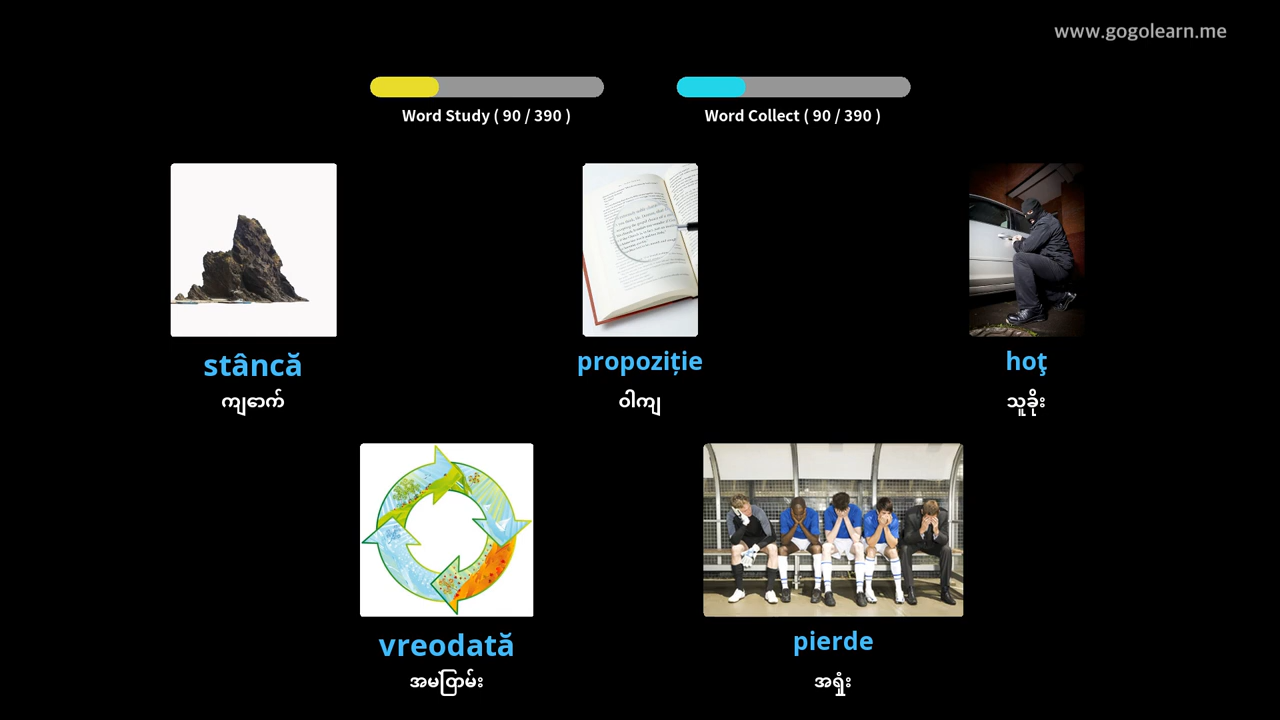 www.gogolearn.me
Word Study ( 90 / 390 )
Word Collect ( 90 / 390 )
stâncă
propoziție
hoţ
ကျောက်
ဝါကျ
သူခိုး
vreodată
pierde
အမြဲတမ်း
အရှုံး